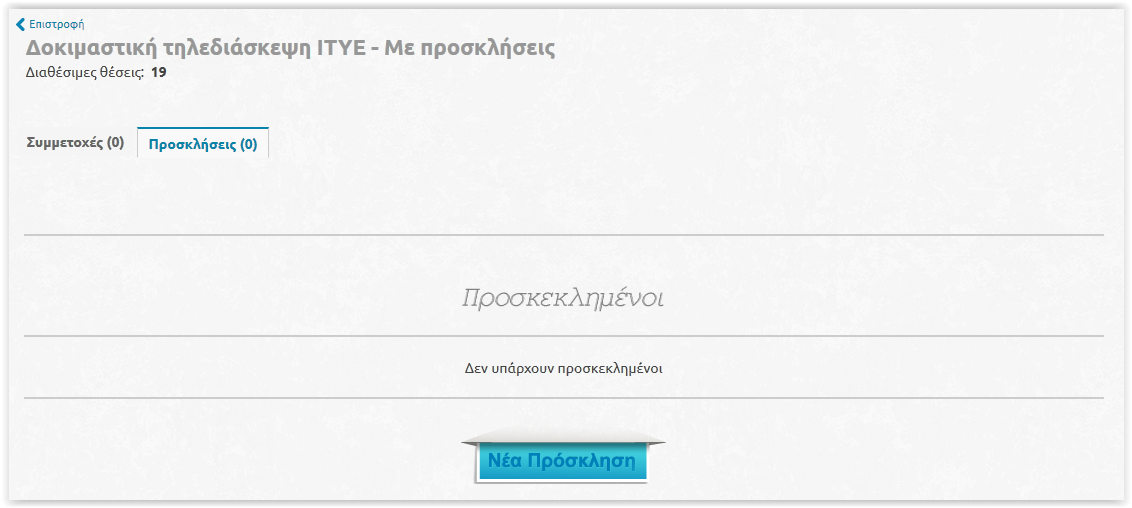 Επιστροφή
Δοκιμαστική τηλεδιάσκεψη ΙΤΥΕ - Με προσκλήσεις
Διαθέσιμες θέσεις: 19
Συμμετοχές (0) Προσκλήσεις (0)
Προσκεκλημένοι
Δεν υπάρχουν προσκεκλημένοι
Νέα Πρόσκληση